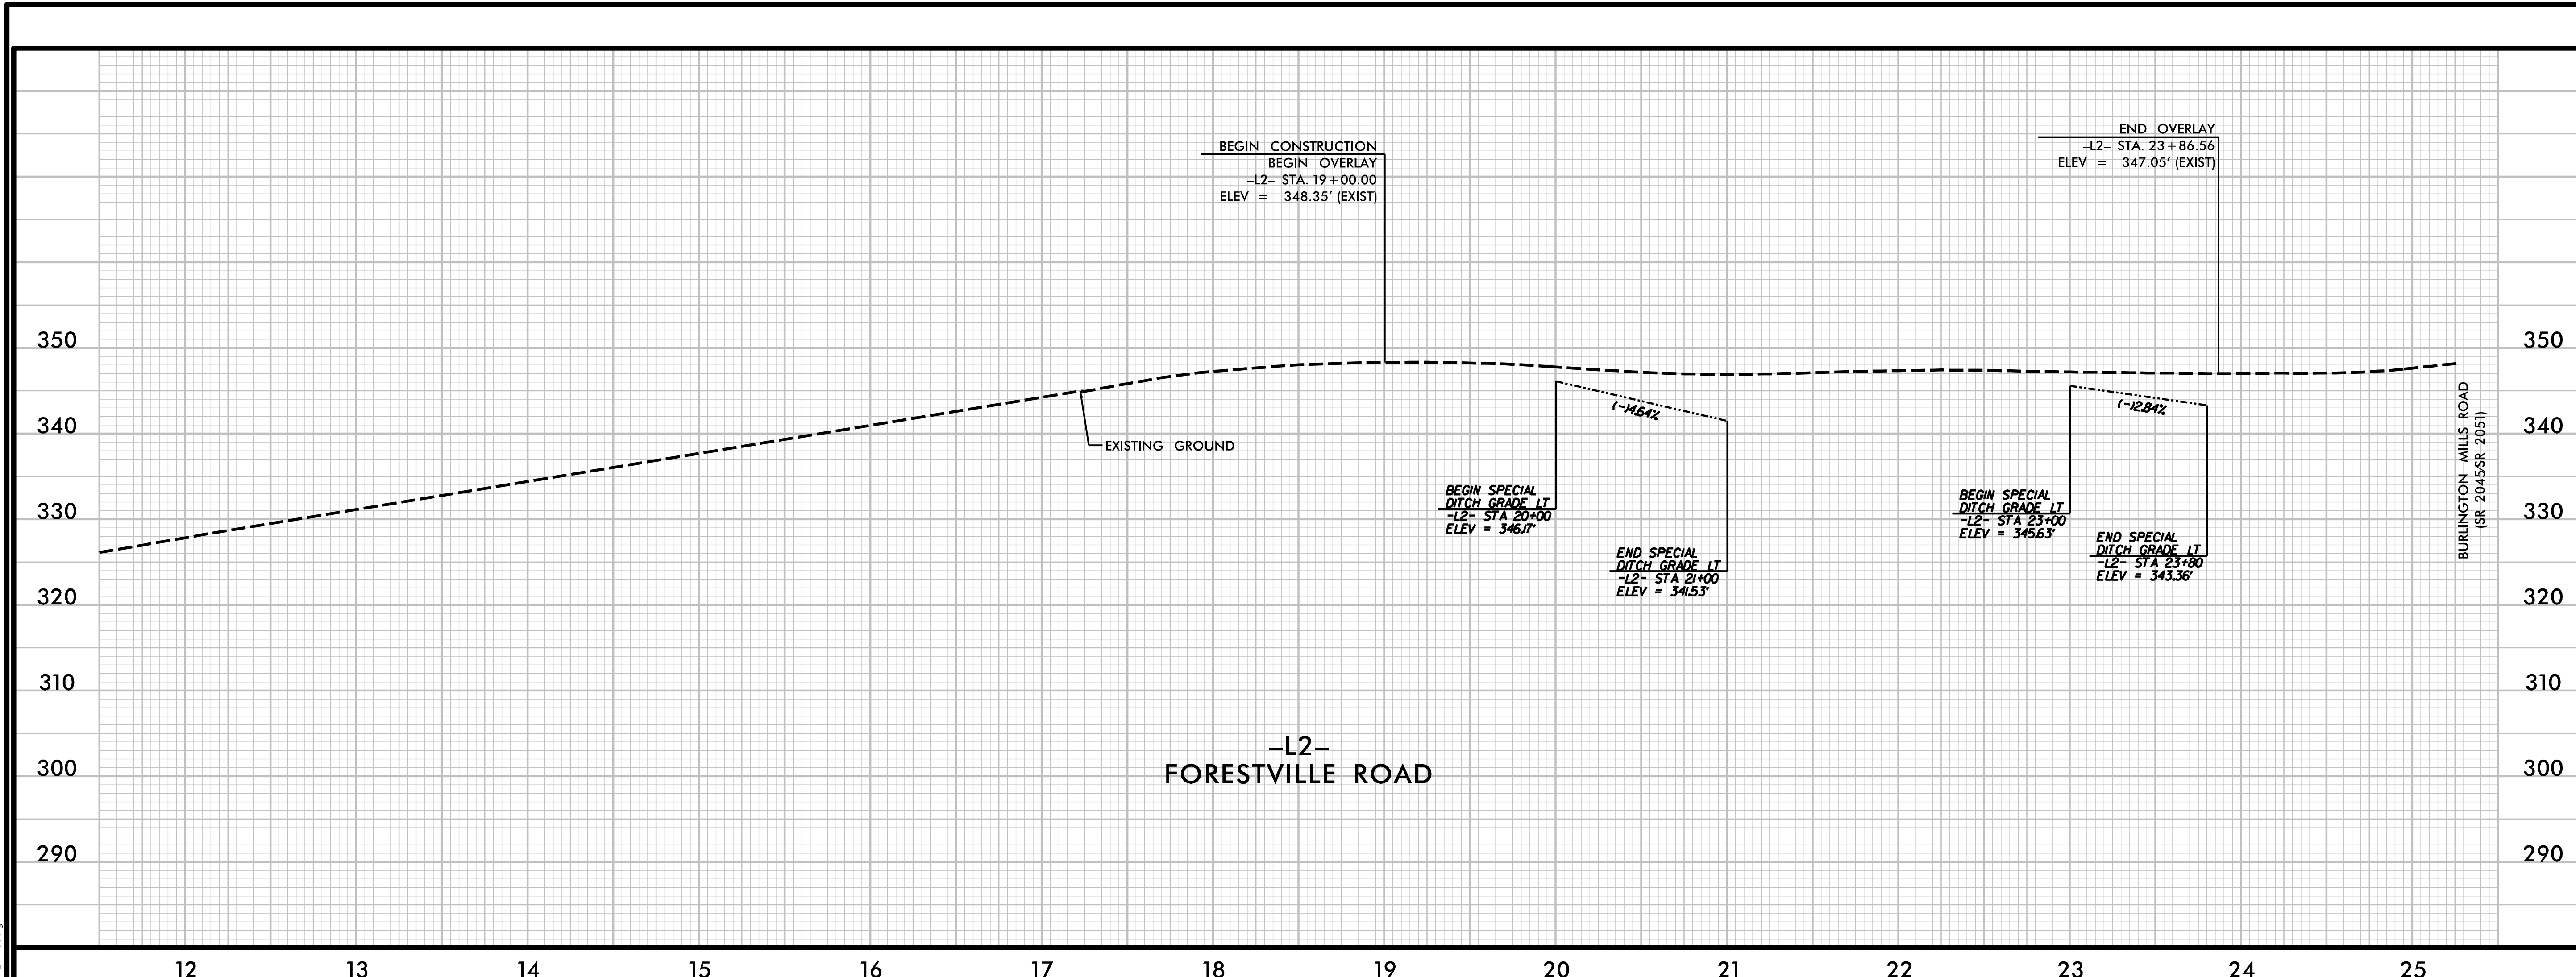 END OVERLAY
–L2– STA. 23+86.56
ELEV = 347.05' (EXIST)
BEGIN CONSTRUCTION
BEGIN OVERLAY
–L2– STA. 19+00.00
ELEV = 348.35' (EXIST)
350
350
340
340
(-)4.64%
(-)2.84%
EXISTING GROUND
BURLINGTON MILLS ROAD
(SR 2045/SR 2051)
BEGIN SPECIAL
DITCH GRADE LT
-L2- STA 20+00
ELEV = 346.17'
BEGIN SPECIAL
DITCH GRADE LT
-L2- STA 23+00
ELEV = 345.63'
330
330
END SPECIAL
DITCH GRADE LT
-L2- STA 23+80
ELEV = 343.36'
END SPECIAL
DITCH GRADE LT
-L2- STA 21+00
ELEV = 341.53'
320
320
310
310
–L2–
FORESTVILLE ROAD
300
300
290
290
12 13 14 15 16 17 18 19 20 21 22 23 24 25